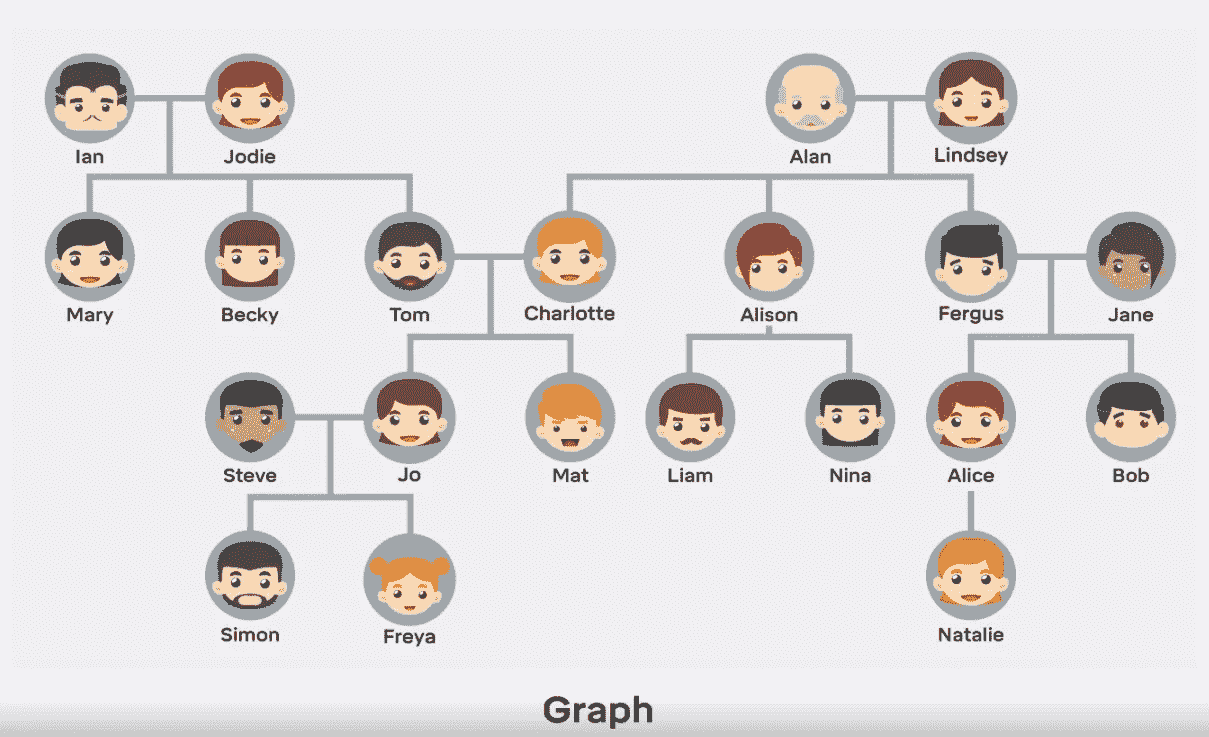 Ian
Jodie
Alan
Lindsey
Mary
Becky
Tom
Charlotte
Alison
Fergus
Jane
Steve
Jo
Mat
Liam
Nina
Alice
Bob
Simon
Freya
Natalie
Graph